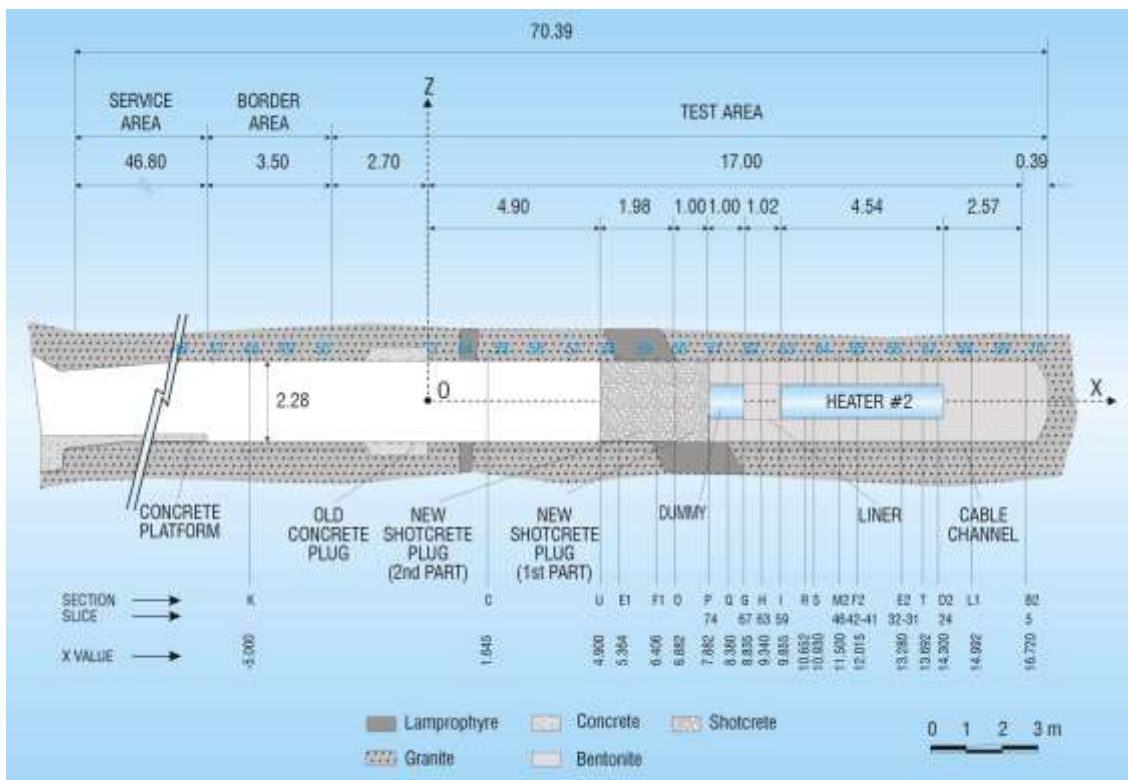 70.39
Z
SERVICE AREA
BORDER AREA
TEST AREA
46.80
3.50
2.70
17.00
0.39
4.90
1.98
1.00
1.00
1.02
4.54
2.57
O
X
2.28
HEATER #2
CONCRETE PLATFORM
OLD CONCRETE PLUG
NEW SHOTCRETE PLUG (2nd PART)
NEW SHOTCRETE PLUG (1st PART)
DUMMY
LINER
CABLE CHANNEL
SECTION K C U E1 F1 O P Q G H I R S M2 F2 E2 T D2 L1 B2
SLICE 74 67 63 59 46 42-41 32-31 24 5
X VALUE -5.000 1.645 4.900 5.364 6.406 6.882 7.882 8.380 8.835 9.340 9.855 10.652 10.930 11.500 12.015 13.280 13.692 14.300 14.992 16.720
Lamprophyre Concrete Shotcrete
Granite Bentonite
0 1 2 3 m